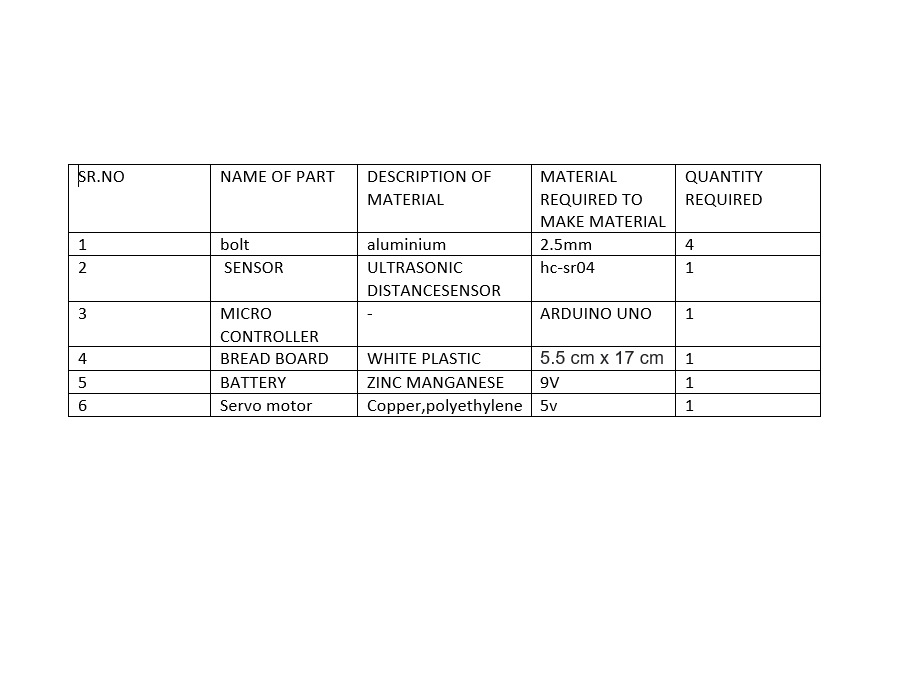 SR.NO NAME OF PART DESCRIPTION OF MATERIAL
MATERIAL REQUIRED TO QUANTITY
MAKE MATERIAL REQUIRED
1 bolt aluminium 2.5mm 4
2 SENSOR ULTRASONIC hc-sr04 1
DISTANCESENSOR
3 MICRO - ARDUINO UNO 1
CONTROLLER
4 BREAD BOARD WHITE PLASTIC 5.5 cm x 17 cm 1
5 BATTERY ZINC MANGANESE 9V 1
6 Servo motor Copper,polyethylene 5v 1